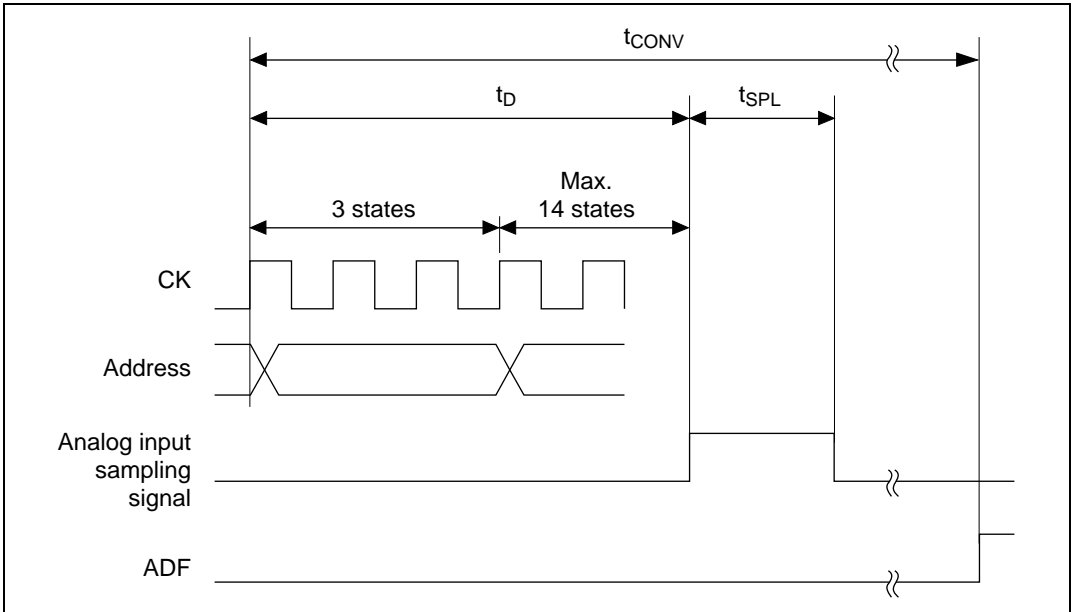 tCONV
tD
tSPL
Max.
3 states
14 states
CK
Address
Analog input
sampling
signal
ADF